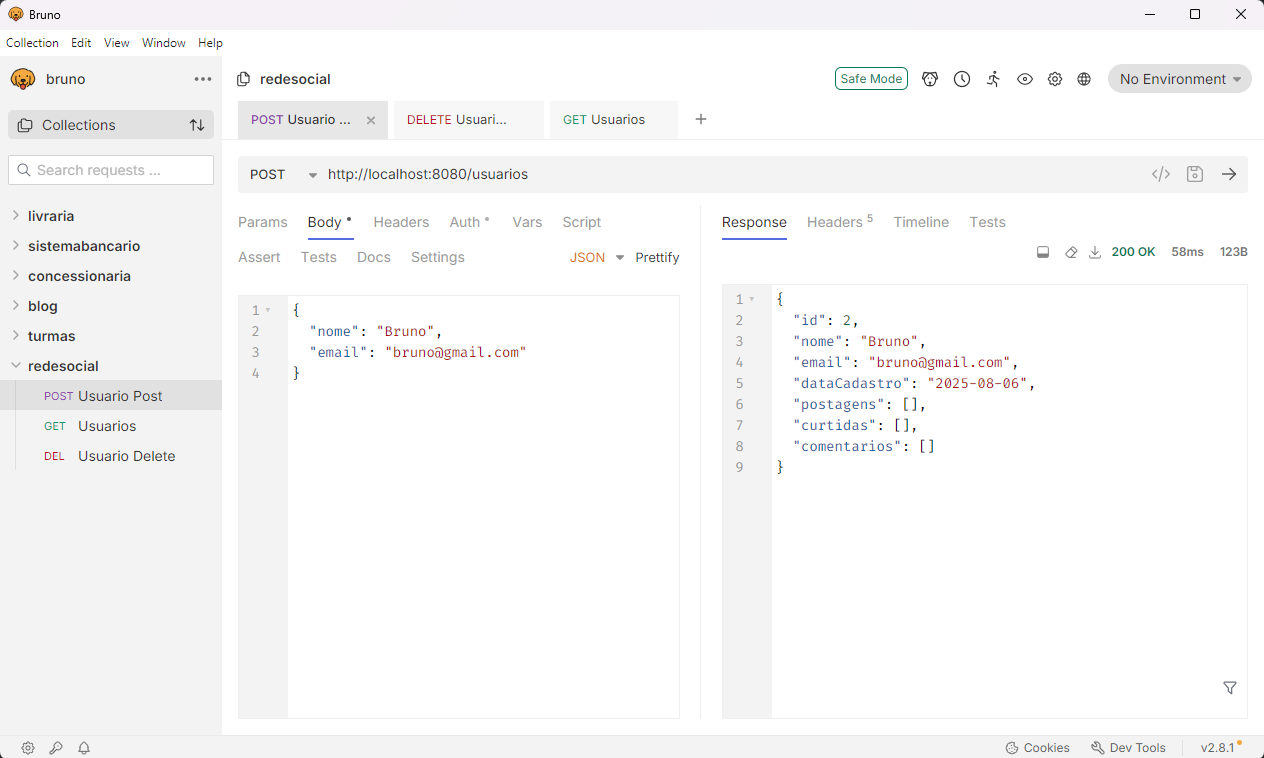 Bruno
Collection Edit View Window Help
bruno
redesocial
Safe Mode
No Environment
Collections
POST Usuario ...
DELETE Usuari...
GET Usuarios
Search requests ...
POST http://localhost:8080/usuarios
livraria
sistemabancario
concessionaria
blog
turmas
redesocial
POST Usuario Post
GET Usuarios
DEL Usuario Delete
Params Body Headers Auth Vars Script
Assert Tests Docs Settings
JSON Prettify
1 {
2 "nome": "Bruno",
3 "email": "bruno@gmail.com"
4 }
Response Headers 5 Timeline Tests
200 OK 58ms 123B
1 {
2 "id": 2,
3 "nome": "Bruno",
4 "email": "bruno@gmail.com",
5 "dataCadastro": "2025-08-06",
6 "postagens": [],
7 "curtidas": [],
8 "comentarios": []
9 }
Cookies Dev Tools v2.8.1